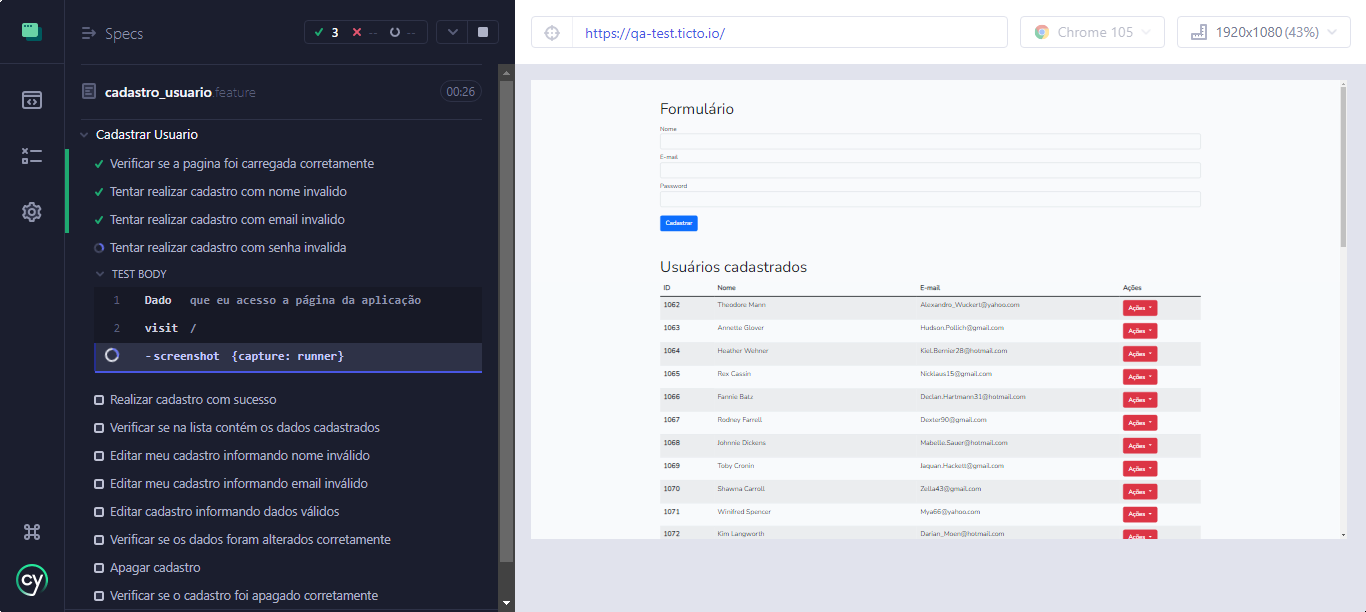 Specs
3 -- --
cadastro_usuario.feature
00:26
Cadastrar Usuario
Verificar se a pagina foi carregada corretamente
Tentar realizar cadastro com nome invalido
Tentar realizar cadastro com email invalido
Tentar realizar cadastro com senha invalida
TEST BODY
1 Dado que eu acesso a página da aplicação
2 visit /
-screenshot {capture: runner}
Realizar cadastro com sucesso
Verificar se na lista contém os dados cadastrados
Editar meu cadastro informando nome inválido
Editar meu cadastro informando email inválido
Editar cadastro informando dados válidos
Verificar se os dados foram alterados corretamente
Apagar cadastro
Verificar se o cadastro foi apagado corretamente
cy
https://qa-test.ticto.io/
Chrome 105
1920x1080 (43%)
Formulário
Nome
E-mail
Password
Cadastrar
Usuários cadastrados
ID Nome E-mail Ações
1062 Theodore Mann Alexandro_Wuckert@yahoo.com Ações
1063 Annette Glover Hudson.Pollich@gmail.com Ações
1064 Heather Wehner Kiel.Bernier28@hotmail.com Ações
1065 Rex Cassin Nicklaus15@gmail.com Ações
1066 Fannie Batz Declan.Hartmann31@hotmail.com Ações
1067 Rodney Farrell Dexter90@gmail.com Ações
1068 Johnnie Dickens Mabelle.Sauer@hotmail.com Ações
1069 Toby Cronin Jaquan.Hackett@gmail.com Ações
1070 Shawna Carroll Zella43@gmail.com Ações
1071 Winifred Spencer Mya66@yahoo.com Ações
1072 Kim Langworth Darian_Moen@hotmail.com Ações